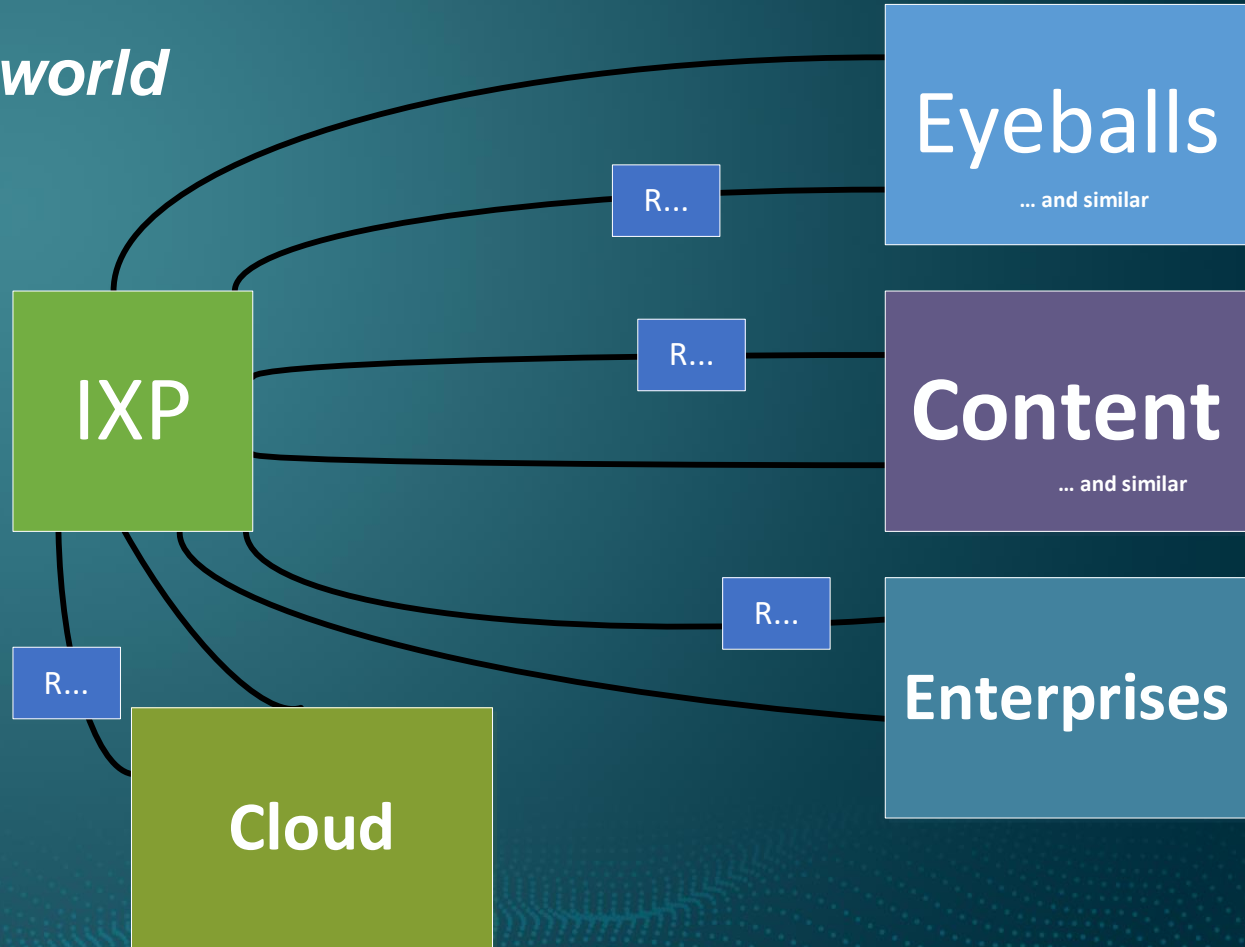 world
Eyeballs
... and similar
R...
R...
IXP
Content
... and similar
R...
Enterprises
R...
Cloud